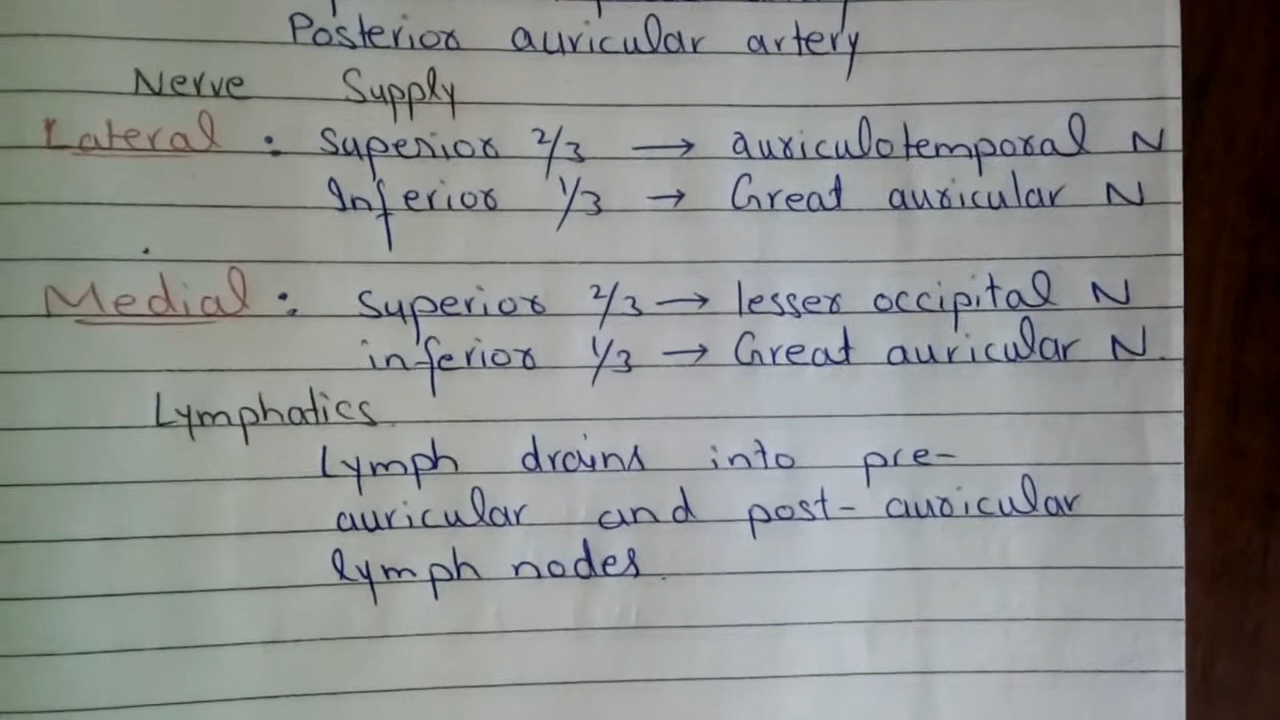 Posterior auricular artery
Nerve Supply
Lateral : Superior 2/3 → auriculotemporal N
Inferior 1/3 → Great auricular N
Medial : Superior 2/3 → lesser occipital N
inferior 1/3 → Great auricular N.
Lymphatics
Lymph drains into pre-
auricular and post-auricular
lymph nodes.